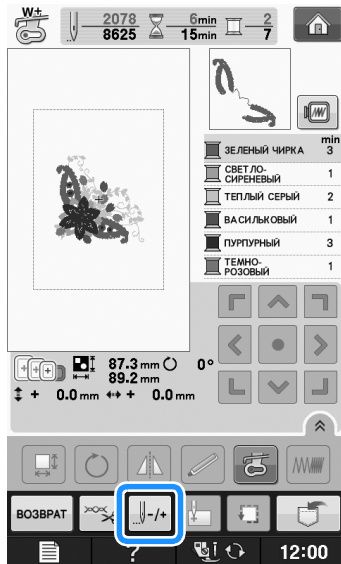 W+
2078
8625
6min
15min
2
7
min
ЗЕЛЕНЫЙ ЧИРКА 3
СВЕТЛО-
СИРЕНЕВЫЙ 1
ТЕПЛЫЙ СЕРЫЙ 2
ВАСИЛЬКОВЫЙ 1
ПУРПУРНЫЙ 3
ТЕМНО-
РОЗОВЫЙ 1
87.3 mm 0°
89.2 mm
+ 0.0 mm + 0.0 mm
ВОЗВРАТ -/+
? 12:00